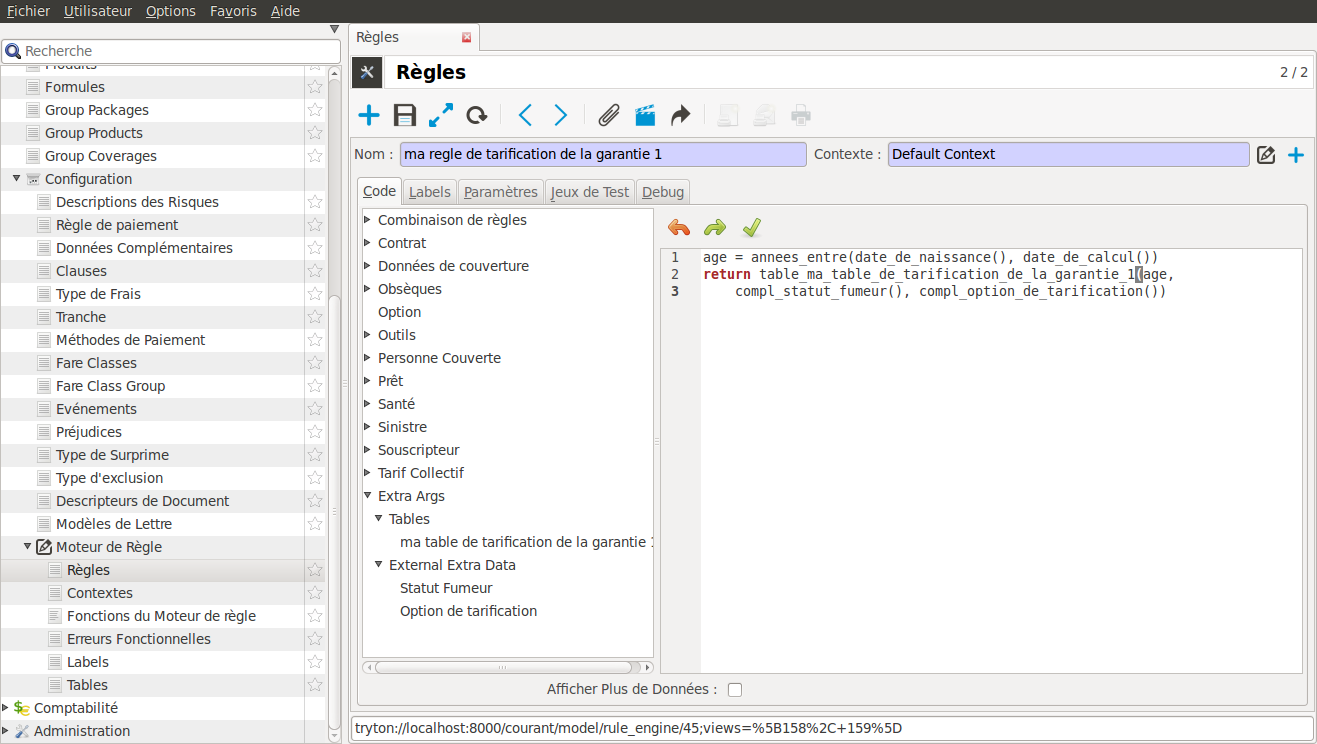 Fichier Utilisateur Options Favoris Aide
Règles
Recherche
Produits
Formules
Group Packages
Group Products
Group Coverages
Configuration
Descriptions des Risques
Règle de paiement
Données Complémentaires
Clauses
Type de Frais
Tranche
Méthodes de Paiement
Fare Classes
Fare Class Group
Evénements
Préjudices
Type de Surprime
Type d'exclusion
Descripteurs de Document
Modèles de Lettre
Moteur de Règle
Règles
Contextes
Fonctions du Moteur de règle
Erreurs Fonctionnelles
Labels
Tables
Comptabilité
Administration
Règles 2 / 2
Nom : ma regle de tarification de la garantie 1 Contexte : Default Context
Code Labels Paramètres Jeux de Test Debug
Combinaison de règles
Contrat
Données de couverture
Obsèques
Option
Outils
Personne Couverte
Prêt
Santé
Sinistre
Souscripteur
Tarif Collectif
Extra Args
Tables
ma table de tarification de la garantie 1
External Extra Data
Statut Fumeur
Option de tarification
1 age = annees_entre(date_de_naissance(), date_de_calcul())
2 return table_ma_table_de_tarification_de_la_garantie_1(age,
3 compl_statut_fumeur(), compl_option_de_tarification())
Afficher Plus de Données :
tryton://localhost:8000/courant/model/rule_engine/45;views=%5B158%2C+159%5D